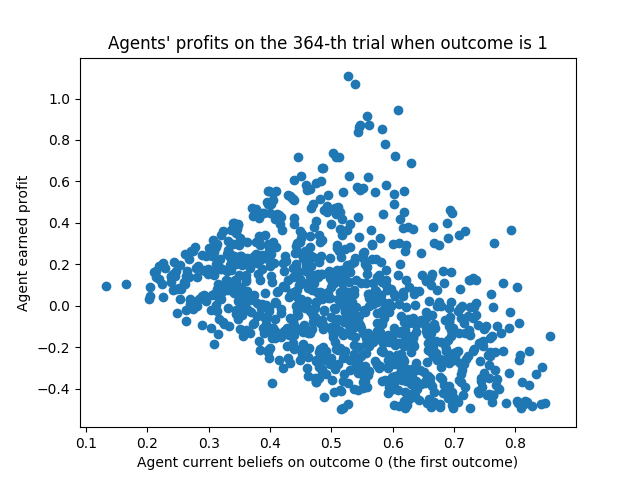 Agents' profits on the 364-th trial when outcome is 1
1.0
0.8
0.6
0.4
0.2
0.0
−0.2
−0.4
Agent earned profit
0.1 0.2 0.3 0.4 0.5 0.6 0.7 0.8
Agent current beliefs on outcome 0 (the first outcome)